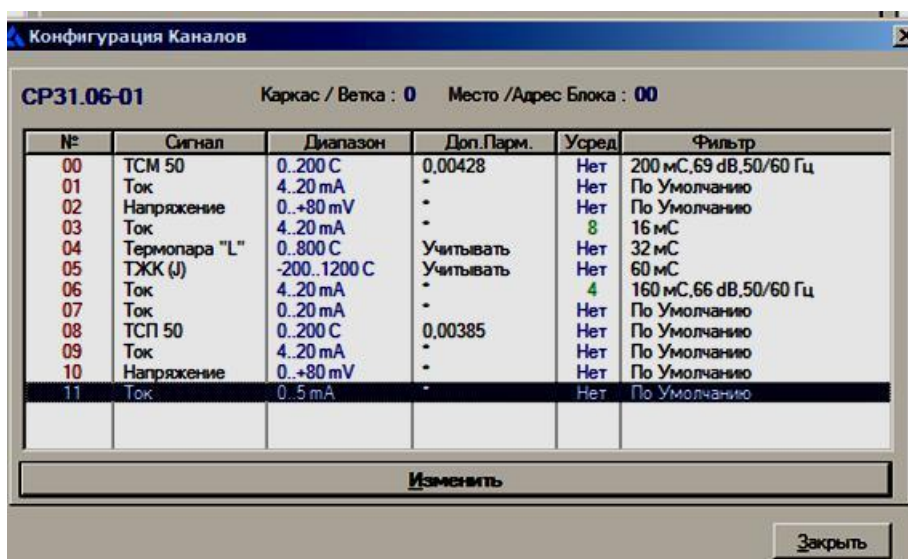 Конфигурация Каналов
СР31.06-01 Каркас / Ветка : 0 Место /Адрес Блока : 00
№ Сигнал Диапазон Доп.Парм. Усред Фильтр
00 ТСМ 50 0..200 С 0,00428 Нет 200 мС,69 dB,50/60 Гц
01 Ток 4..20 mA * Нет По Умолчанию
02 Напряжение 0..+80 mV * Нет По Умолчанию
03 Ток 4..20 mA * 8 16 мС
04 Термопара "L" 0..800 С Учитывать Нет 32 мС
05 ТЖК (J) -200..1200 С Учитывать Нет 60 мС
06 Ток 4..20 mA * 4 160 мС,66 dB,50/60 Гц
07 Ток 0..20 mA * Нет По Умолчанию
08 ТСП 50 0..200 С 0,00385 Нет По Умолчанию
09 Ток 4..20 mA * Нет По Умолчанию
10 Напряжение 0..+80 mV * Нет По Умолчанию
11 Ток 0..5 mA * Нет По Умолчанию
Изменить
Закрыть